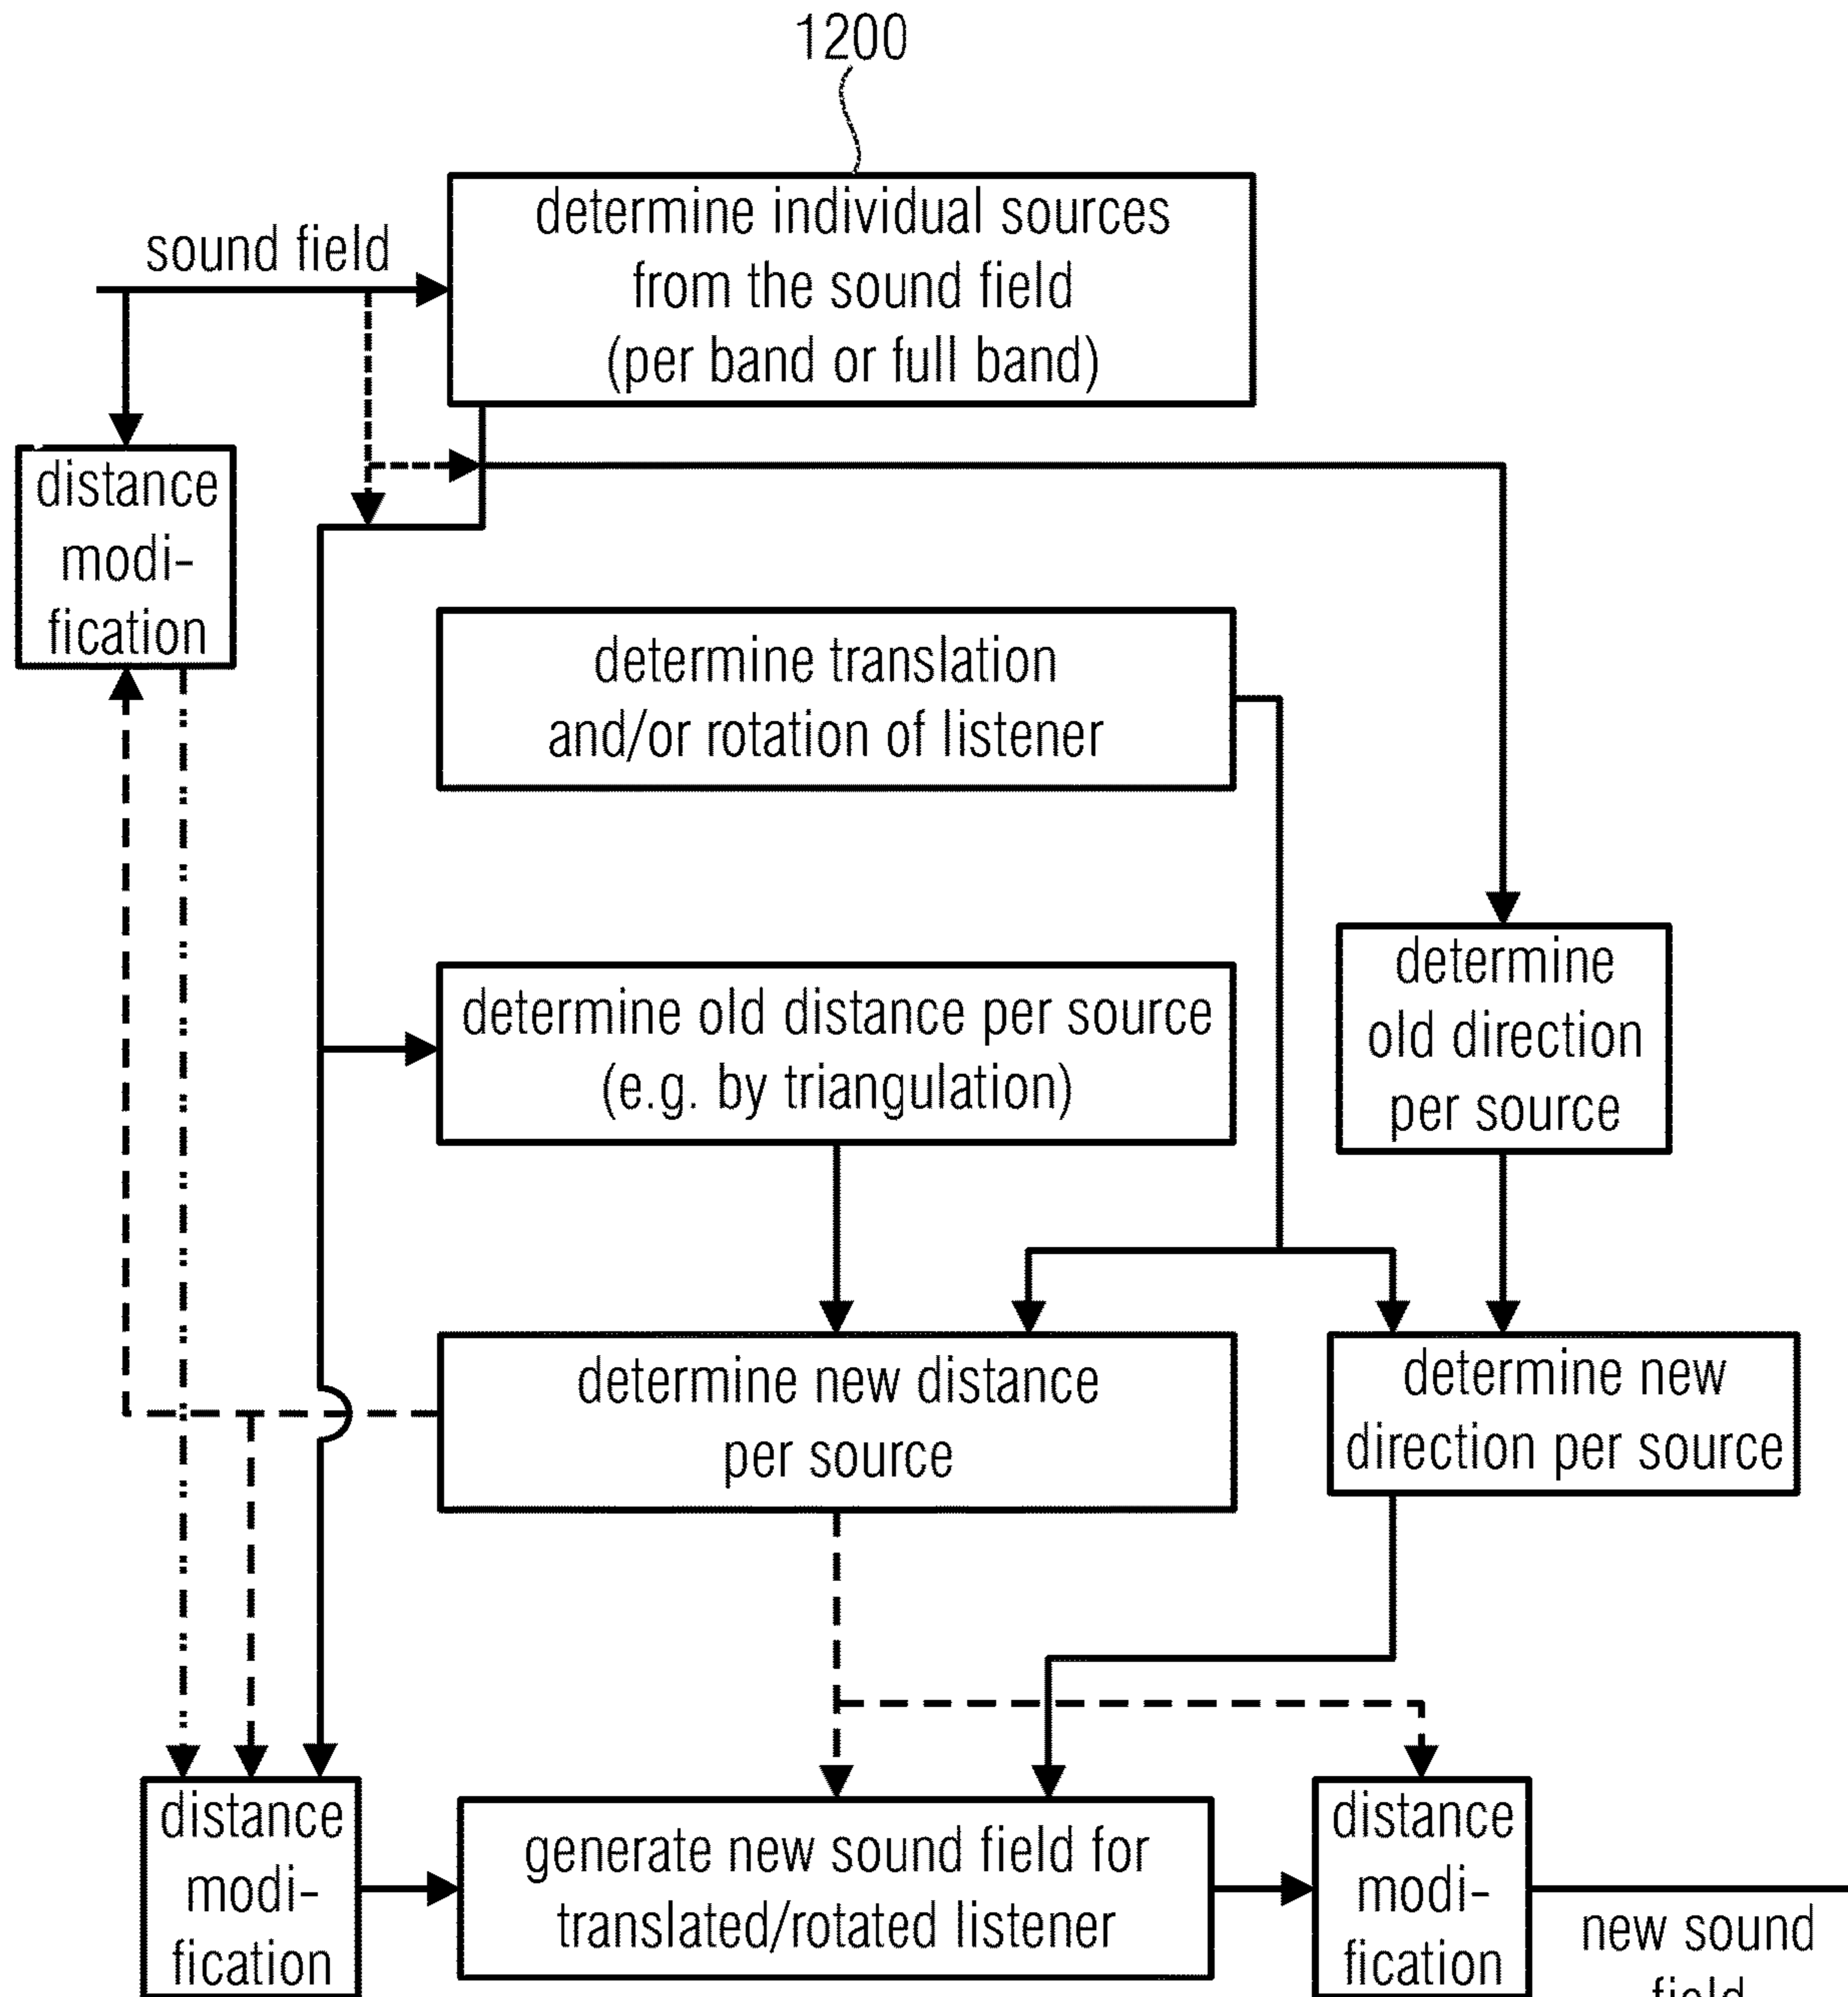 1200
sound field
determine individual sources
from the sound field
(per band or full band)
distance
modi-
fication
determine translation
and/or rotation of listener
determine old distance per source
(e.g. by triangulation)
determine
old direction
per source
determine new distance
per source
determine new
direction per source
distance
modi-
fication
generate new sound field for
translated/rotated listener
distance
modi-
fication
new sound
field